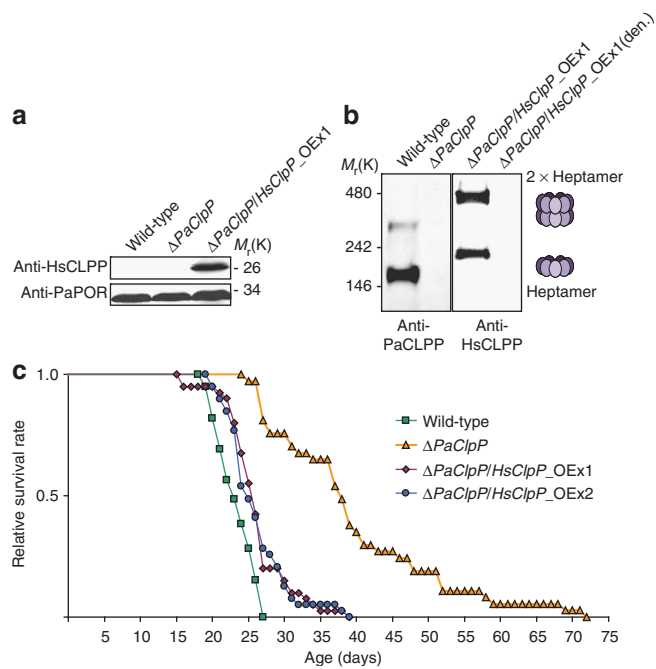 a
Wild-type
ΔPaClpP
ΔPaClpP/HsClpP_OEx1
Mr(K)
Anti-HsCLPP
- 26
Anti-PaPOR
- 34
b
Wild-type
ΔPaClpP
ΔPaClpP/HsClpP_OEx1
ΔPaClpP/HsClpP_OEx1(den.)
Mr(K)
480
242
146
2 × Heptamer
Heptamer
Anti-
PaCLPP
Anti-
HsCLPP
c
Relative survival rate
1.0
0.5
Wild-type
ΔPaClpP
ΔPaClpP/HsClpP_OEx1
ΔPaClpP/HsClpP_OEx2
5 10 15 20 25 30 35 40 45 50 55 60 65 70 75
Age (days)